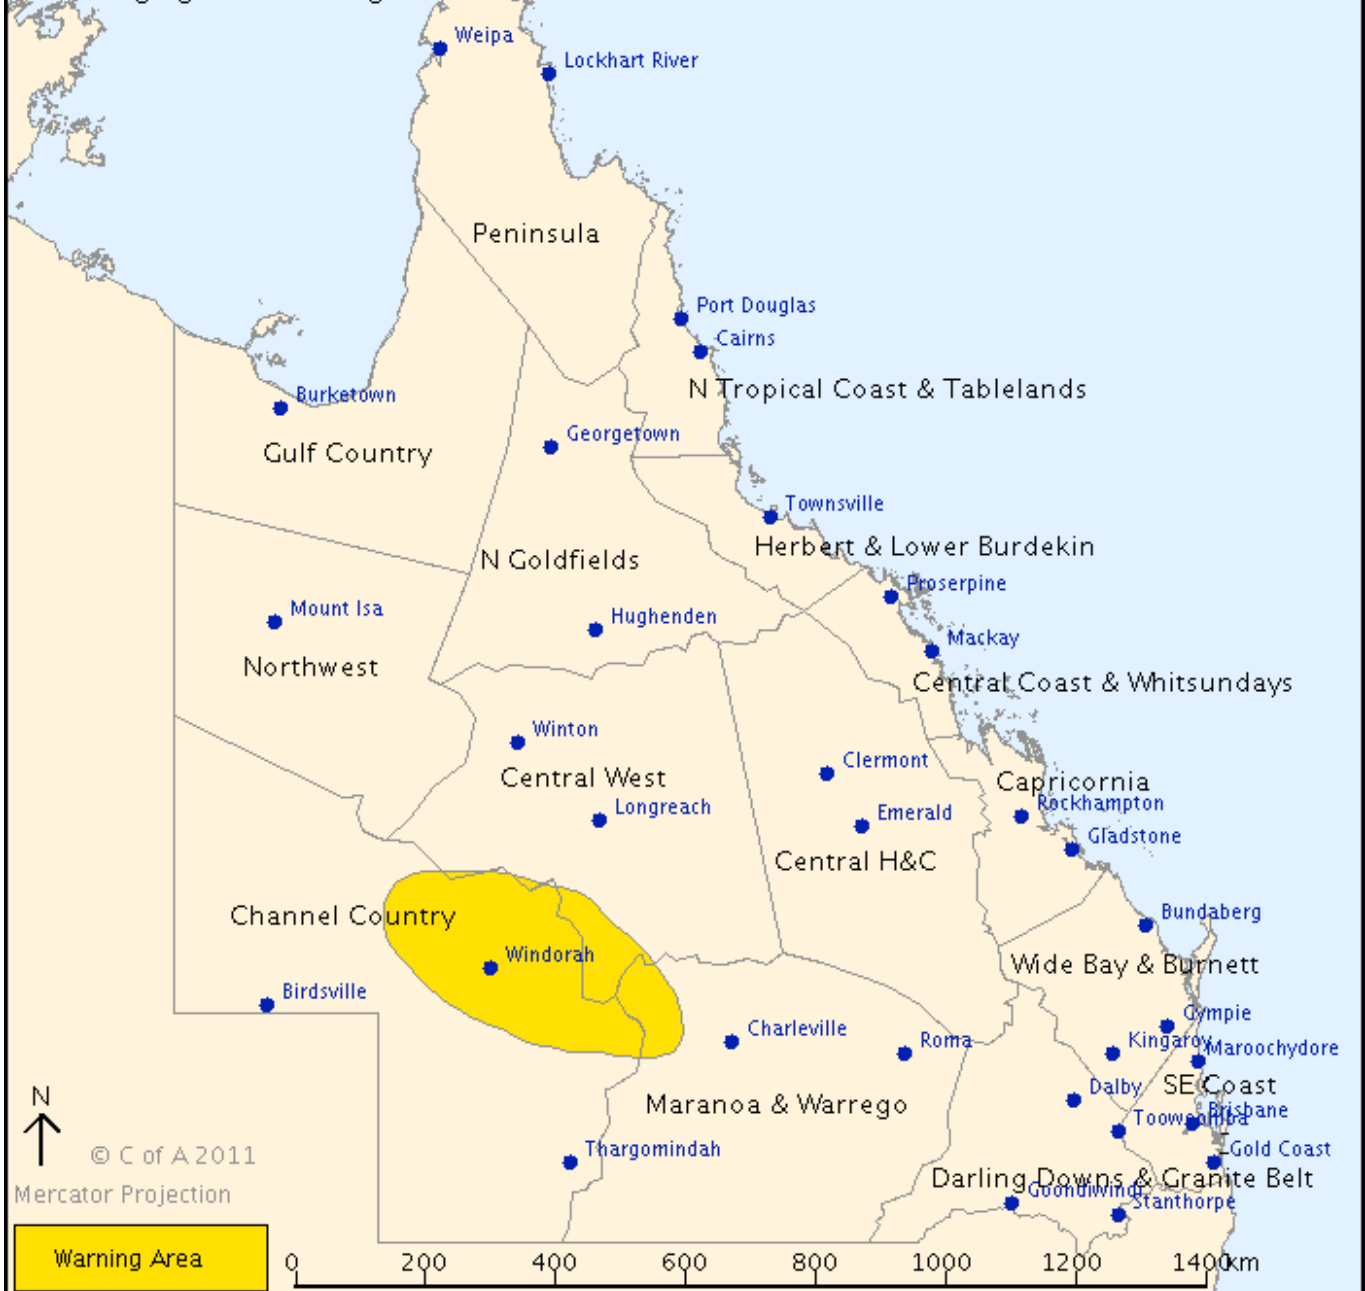 Weipa
Lockhart River
Peninsula
Port Douglas
Cairns
N Tropical Coast & Tablelands
Burketown
Georgetown
Gulf Country
Townsville
Herbert & Lower Burdekin
N Goldfields
Proserpine
Mount Isa
Hughenden
Mackay
Northwest
Central Coast & Whitsundays
Winton
Clermont
Central West
Capricornia
Longreach
Rockhampton
Emerald
Gladstone
Central H&C
Channel Country
Bundaberg
Windorah
Wide Bay & Burnett
Birdsville
Gympie
Charleville
Roma
Kingaroy
Maroochydore
SE Coast
Dalby
Maranoa & Warrego
Brisbane
Toowoomba
N
Thargomindah
Gold Coast
© C of A 2011
Darling Downs & Granite Belt
Mercator Projection
Goondiwindi
Stanthorpe
Warning Area
0 200 400 600 800 1000 1200 1400km